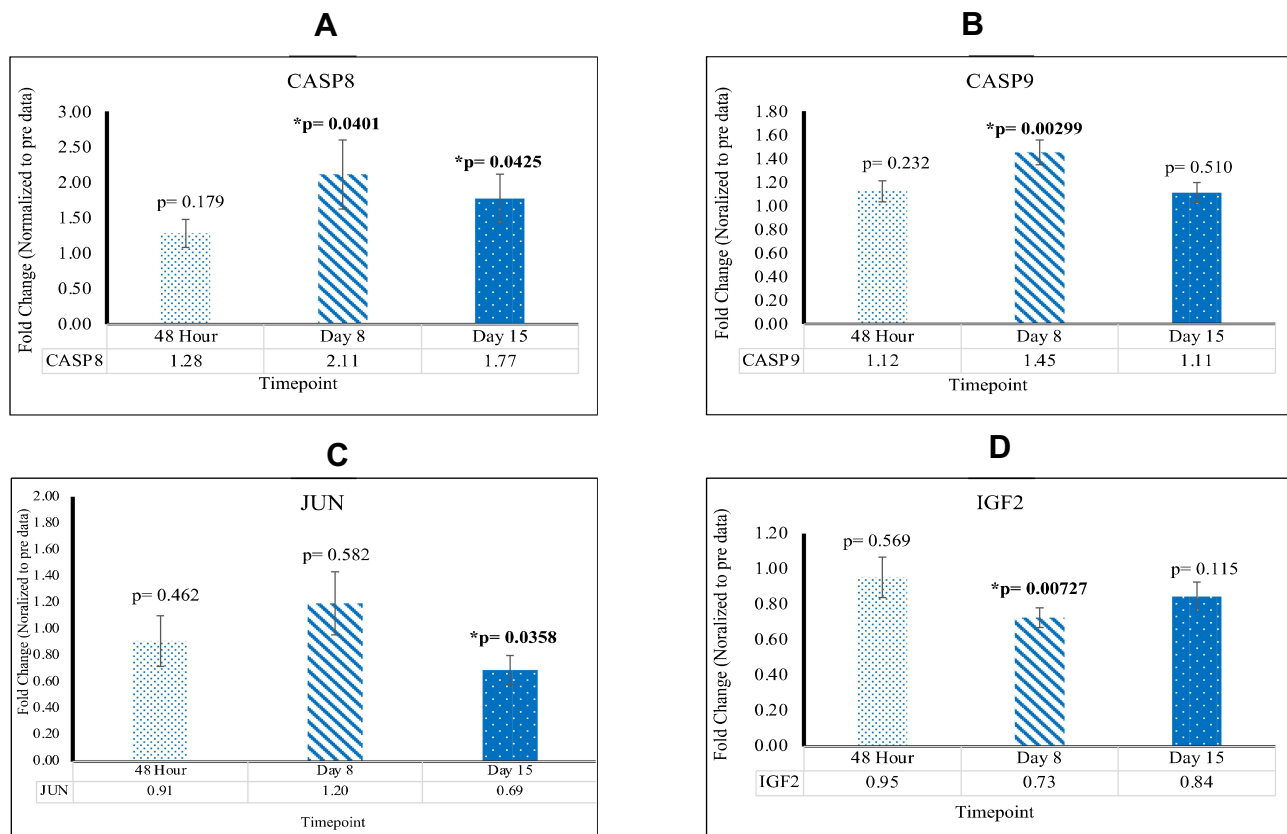 A
CASP8
Fold Change (Normalized to pre data)
3.00
2.50
2.00
1.50
1.00
0.50
0.00
p= 0.179
*p= 0.0401
*p= 0.0425
48 Hour Day 8 Day 15
CASP8 1.28 2.11 1.77
Timepoint
B
CASP9
Fold Change (Noralized to pre data)
1.80
1.60
1.40
1.20
1.00
0.80
0.60
0.40
0.20
0.00
p= 0.232
*p= 0.00299
p= 0.510
48 Hour Day 8 Day 15
CASP9 1.12 1.45 1.11
Timepoint
C
JUN
Fold Change (Noralized to pre data)
2.00
1.80
1.60
1.40
1.20
1.00
0.80
0.60
0.40
0.20
0.00
p= 0.462
p= 0.582
*p= 0.0358
48 Hour Day 8 Day 15
JUN 0.91 1.20 0.69
Timepoint
D
IGF2
Fold Change (Noralized to pre data)
1.20
1.00
0.80
0.60
0.40
0.20
0.00
p= 0.569
*p= 0.00727
p= 0.115
48 Hour Day 8 Day 15
IGF2 0.95 0.73 0.84
Timepoint